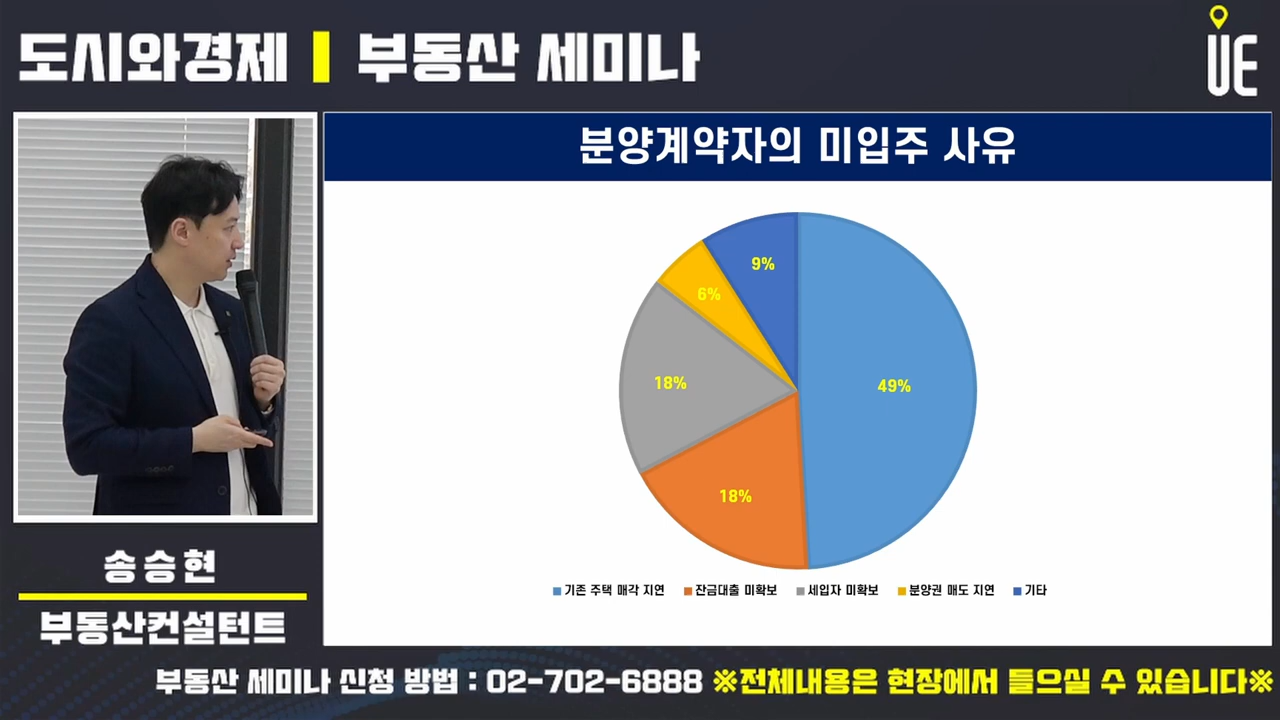 도시와경제 부동산 세미나
UE
분양계약자의 미입주 사유
9%
6%
49%
18%
18%
기존 주택 매각 지연 잔금대출 미확보 세입자 미확보 분양권 매도 지연 기타
송승현
부동산컨설턴트
부동산 세미나 신청 방법 : 02-702-6888 ※전체내용은 현장에서 들으실 수 있습니다※